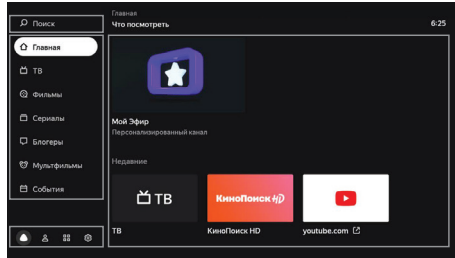 Поиск
Главная
ТВ
Фильмы
Сериалы
Блогеры
Мультфильмы
События
Главная
Что посмотреть
6:25
Мой Эфир
Персонализированный канал
Недавние
ТВ
КиноПоиск HD
ТВ
КиноПоиск HD
youtube.com